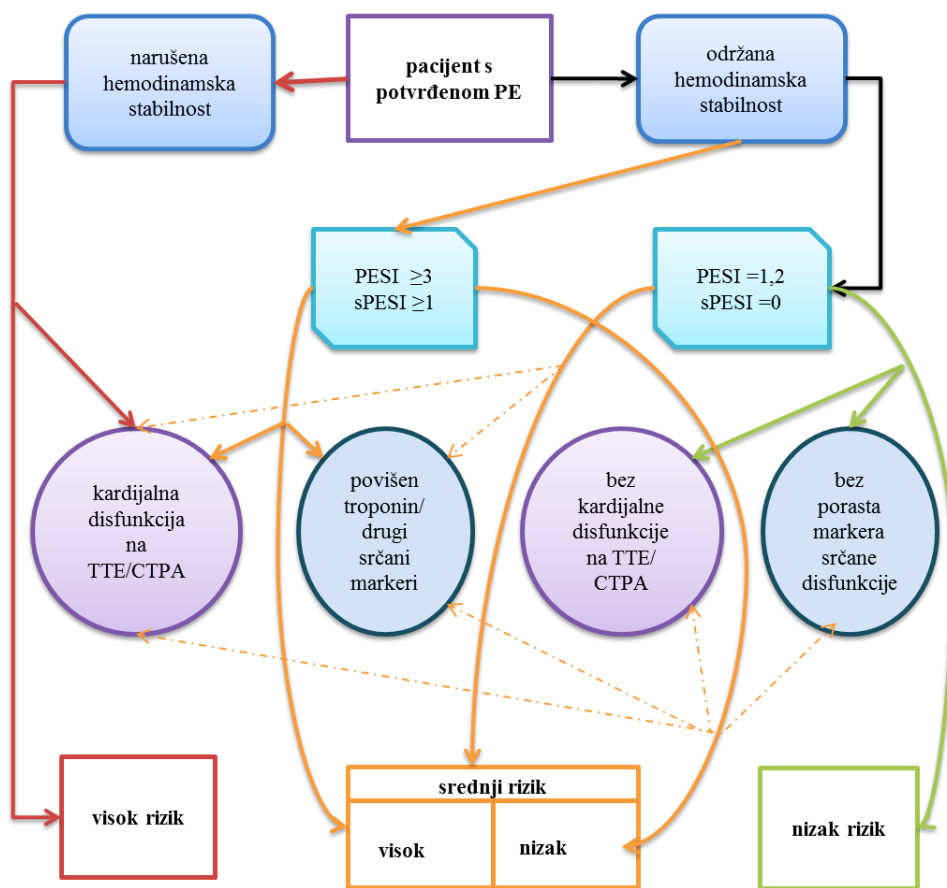 narušena
hemodinamska
stabilnost
pacijent s
potvrđenom PE
održana
hemodinamska
stabilnost
PESI ≥3
sPESI ≥1
PESI =1,2
sPESI =0
kardijalna
disfunkcija
na
TTE/CTPA
povišen
troponin/
drugi
srčani
markeri
bez
kardijalne
disfunkcije
na TTE/
CTPA
bez
porasta
markera
srčane
disfunkcije
visok rizik
srednji rizik
visok
nizak
nizak rizik